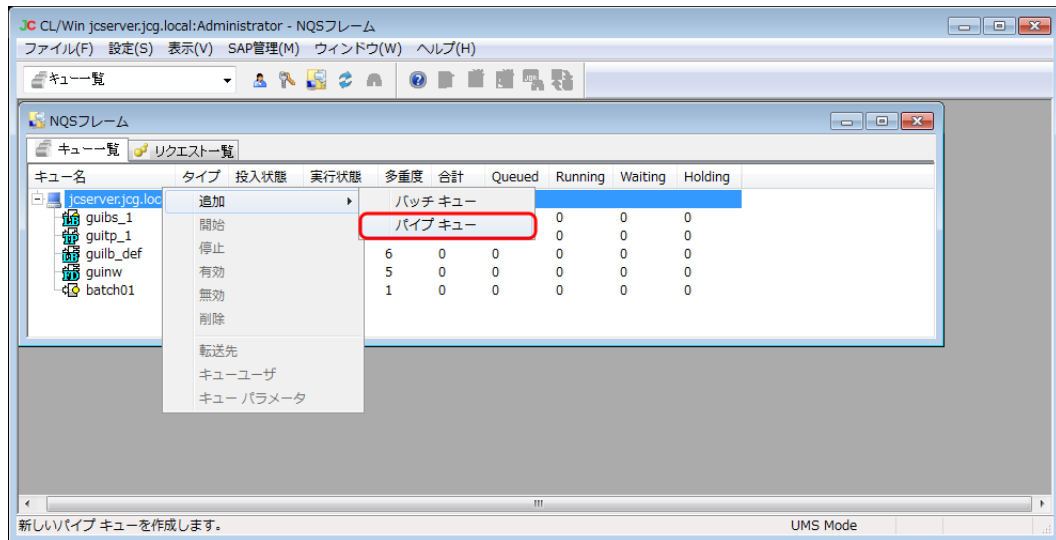 JC CL/Win jcserver.jcg.local:Administrator - NQSフレーム
ファイル(F) 設定(S) 表示(V) SAP管理(M) ウィンドウ(W) ヘルプ(H)
キュー一覧
NQSフレーム
キュー一覧 リクエスト一覧
キュー名 タイプ 投入状態 実行状態 多重度 合計 Queued Running Waiting Holding
jcserver.jcg.loc 追加 バッチ キュー
guibs_1 開始 パイプ キュー 0 0 0
guitp_1 0 0 0
停止
guilb_def 6 0 0 0 0 0
guinw 有効 5 0 0 0 0 0
batch01 無効 1 0 0 0 0 0
削除
転送先
キューユーザ
キュー パラメータ
新しいパイプ キューを作成します。 UMS Mode